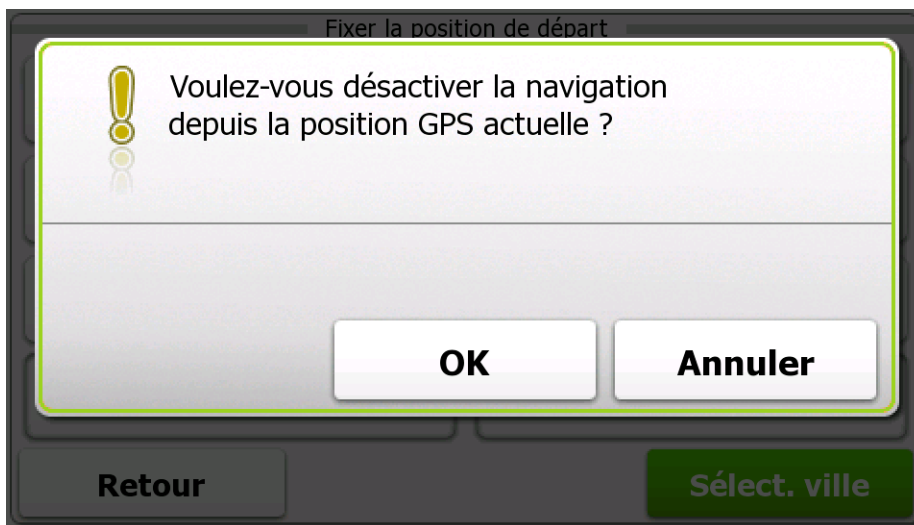 Fixer la position de départ
Voulez-vous désactiver la navigation
depuis la position GPS actuelle ?
OK
Annuler
Retour
Sélect. ville